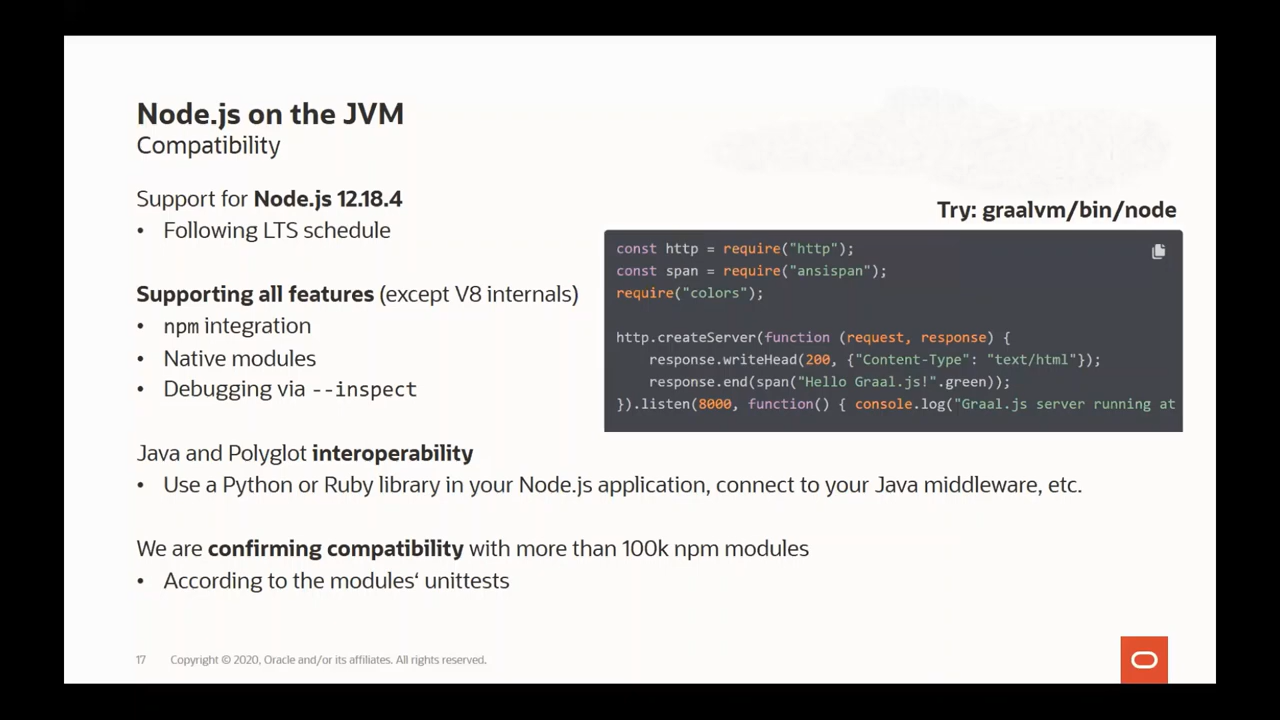 Node.js on the JVM
Compatibility
Support for Node.js 12.18.4
• Following LTS schedule
Supporting all features (except V8 internals)
• npm integration
• Native modules
• Debugging via --inspect
Try: graalvm/bin/node
const http = require("http");
const span = require("ansispan");
require("colors");
http.createServer(function (request, response) {
    response.writeHead(200, {"Content-Type": "text/html"});
    response.end(span("Hello Graal.js!".green));
}).listen(8000, function() { console.log("Graal.js server running at
Java and Polyglot interoperability
• Use a Python or Ruby library in your Node.js application, connect to your Java middleware, etc.
We are confirming compatibility with more than 100k npm modules
• According to the modules‘ unittests
17 Copyright © 2020, Oracle and/or its affiliates. All rights reserved.